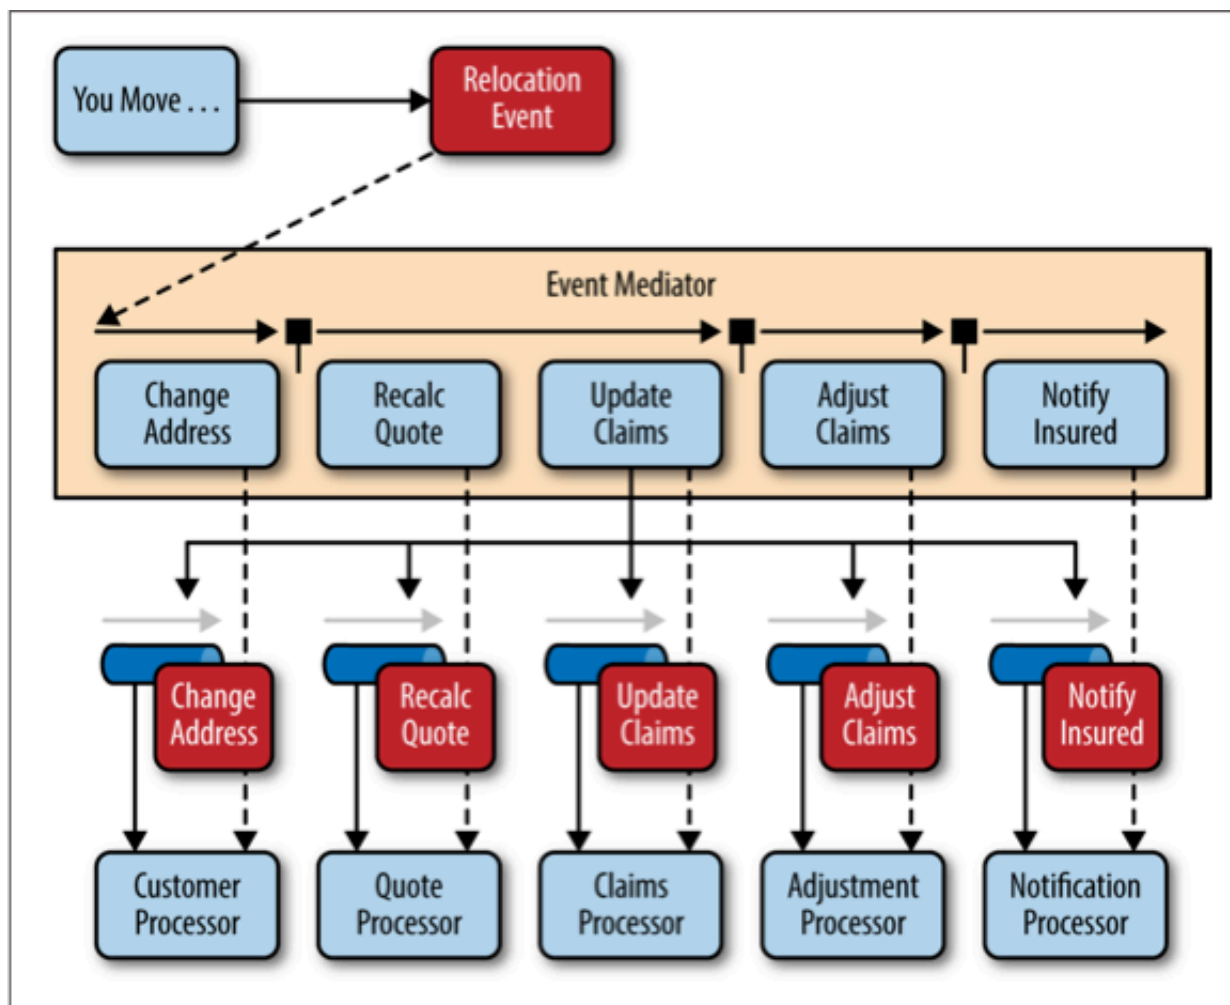 You Move . . .
Relocation
Event
Event Mediator
Change
Address
Recalc
Quote
Update
Claims
Adjust
Claims
Notify
Insured
Change
Address
Recalc
Quote
Update
Claims
Adjust
Claims
Notify
Insured
Customer
Processor
Quote
Processor
Claims
Processor
Adjustment
Processor
Notification
Processor